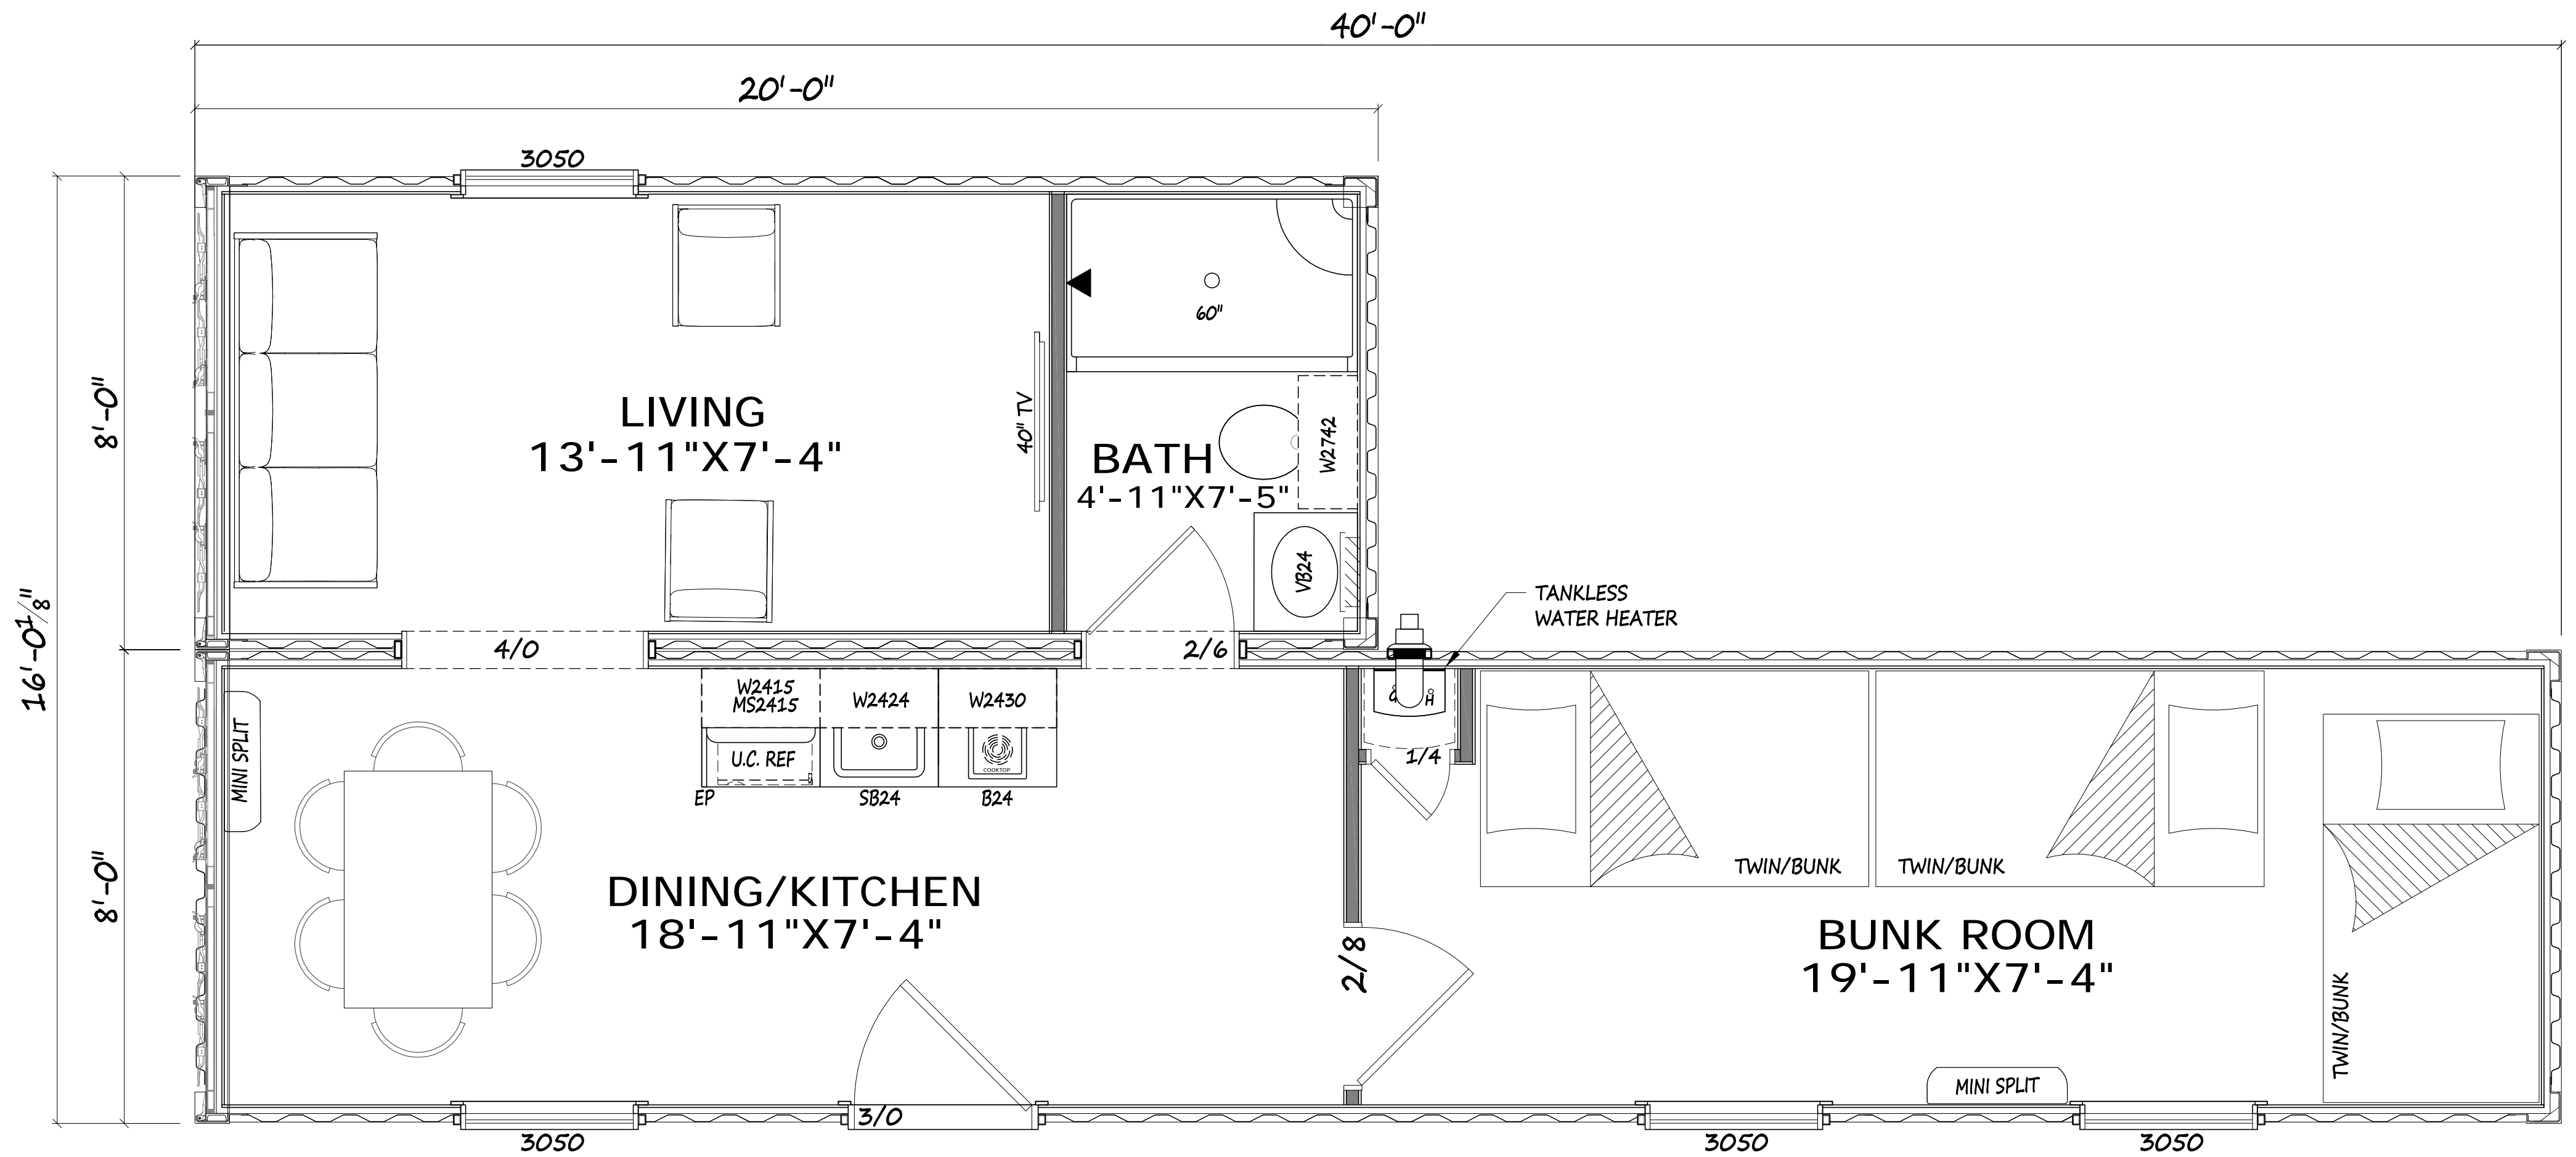 40'-0"
20'-0"
3050
8'-0"
16'-0 1/8"
8'-0"
60"
LIVING
13'-11"X7'-4"
40" TV
BATH
4'-11"X7'-5"
W2742
VB24
TANKLESS
WATER HEATER
4/0
2/6
MINI SPLIT
W2415
MS2415
W2424
W2430
U.C. REF
COOKTOP
EP
SB24
B24
H
1/4
TWIN/BUNK
TWIN/BUNK
DINING/KITCHEN
18'-11"X7'-4"
2/8
BUNK ROOM
19'-11"X7'-4"
TWIN/BUNK
MINI SPLIT
3/0
3050
3050
3050